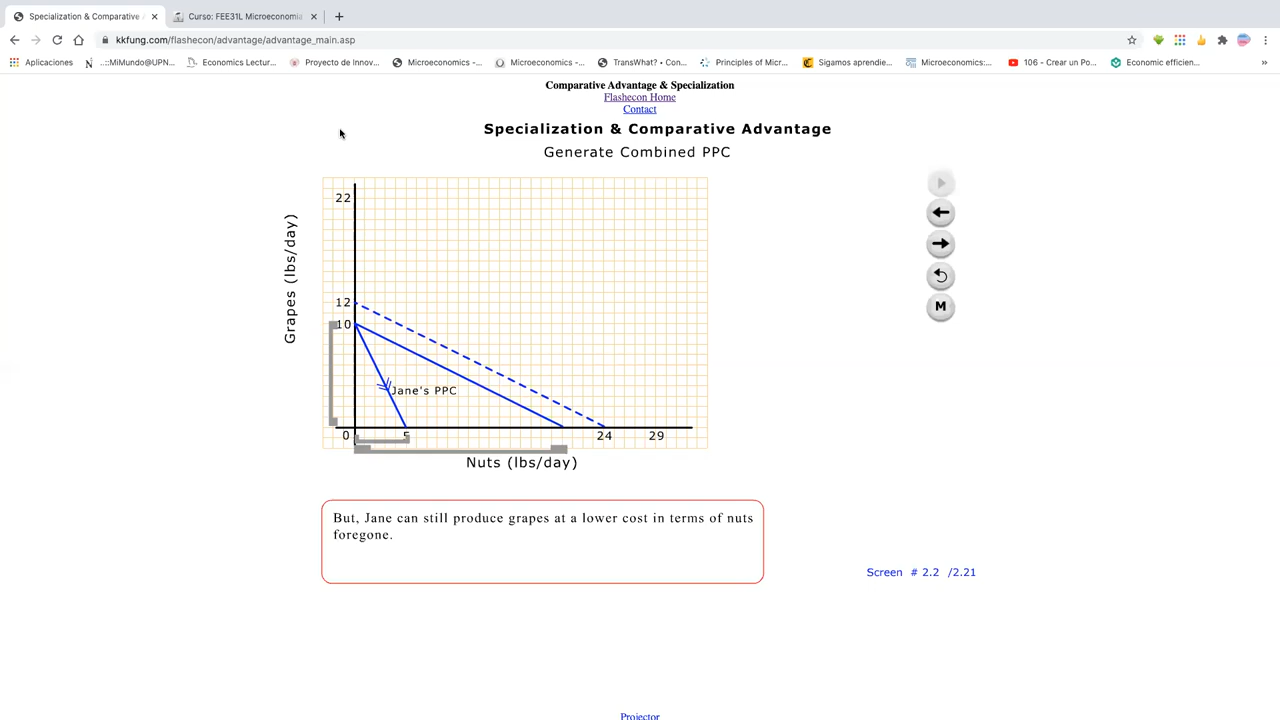 Specialization & Comparative A
Curso: FEE31L Microeconomia
kkfung.com/flashecon/advantage/advantage_main.asp
Aplicaciones
..::MiMundo@UPN...
Economics Lectur...
Proyecto de Innov...
Microeconomics -...
Microeconomics -...
TransWhat? • Con...
Principles of Micr...
Sigamos aprendie...
Microeconomics:...
106 - Crear un Po...
Economic efficien...
»
Comparative Advantage & Specialization
Flashecon Home
Contact
Specialization & Comparative Advantage
Generate Combined PPC
22
Grapes (lbs/day)
12
10
Jane's PPC
0 5 24 29
Nuts (lbs/day)
M
But, Jane can still produce grapes at a lower cost in terms of nuts
foregone.
Screen # 2.2 /2.21
Projector